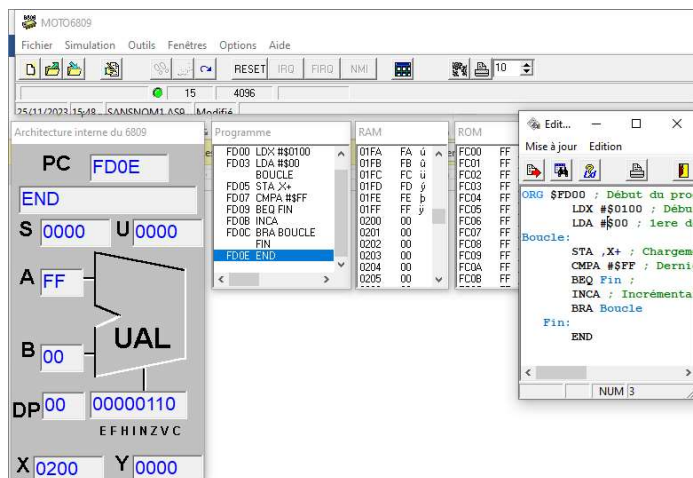 MOTO6809
Fichier Simulation Outils Fenêtres Options Aide
RESET IRQ FIRQ NMI 10
15 4096
25/11/2023 15:48 SANSNOM1.AS9 Modifié
Architecture interne du 6809
PC FD0E
END
S 0000 U 0000
A FF
UAL
B 00
DP 00 00000110
EFHINZVC
X 0200 Y 0000
Programme
FD00 LDX #$0100
FD03 LDA #$00
BOUCLE
FD05 STA X+
FD07 CMPA #$FF
FD09 BEQ FIN
FD0B INCA
FD0C BRA BOUCLE
FIN
FD0E END
RAM
01FA FA ú
01FB FB û
01FC FC ü
01FD FD ý
01FE FE þ
01FF FF ÿ
0200 00
0201 00
0202 00
0203 00
0204 00
0205 00
ROM
FC00 FF
FC01 FF
FC02 FF
FC03 FF
FC04 FF
FC05 FF
FC06 FF
FC07 FF
FC08 FF
FC09 FF
FC0A FF
FC0B FF
Edit...
Mise à jour Edition
ORG $FD00 ; Début du pro
LDX #$0100 ; Débu
LDA #$00 ; 1ere d
Boucle:
STA ,X+ ; Chargem
CMPA #$FF ; Derni
BEQ Fin ;
INCA ; Incrémenta
BRA Boucle
Fin:
END
NUM 3